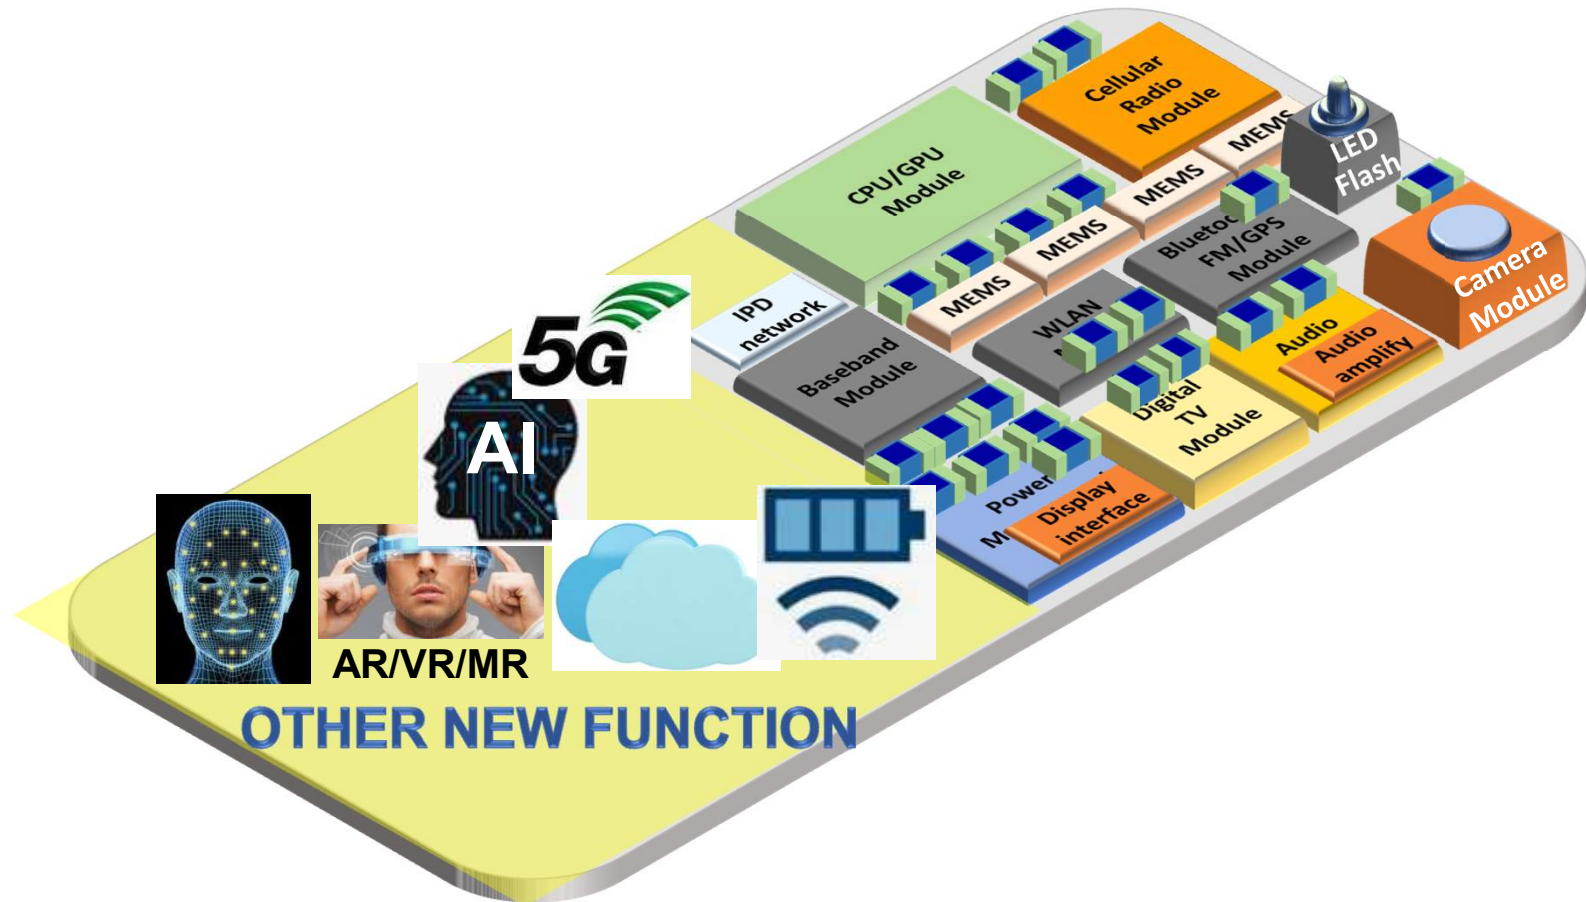 Cellular
Radio
Module
CPU/GPU
Module
MEMS
MEMS
MEMS
MEMS
LED
Flash
Camera
Module
FM/GPS
Module
WLAN
IPD
network
Baseband
Module
Audio
Audio
amplify
Digital
TV
Module
Power
Display
interface
5G
AI
AR/VR/MR
OTHER NEW FUNCTION